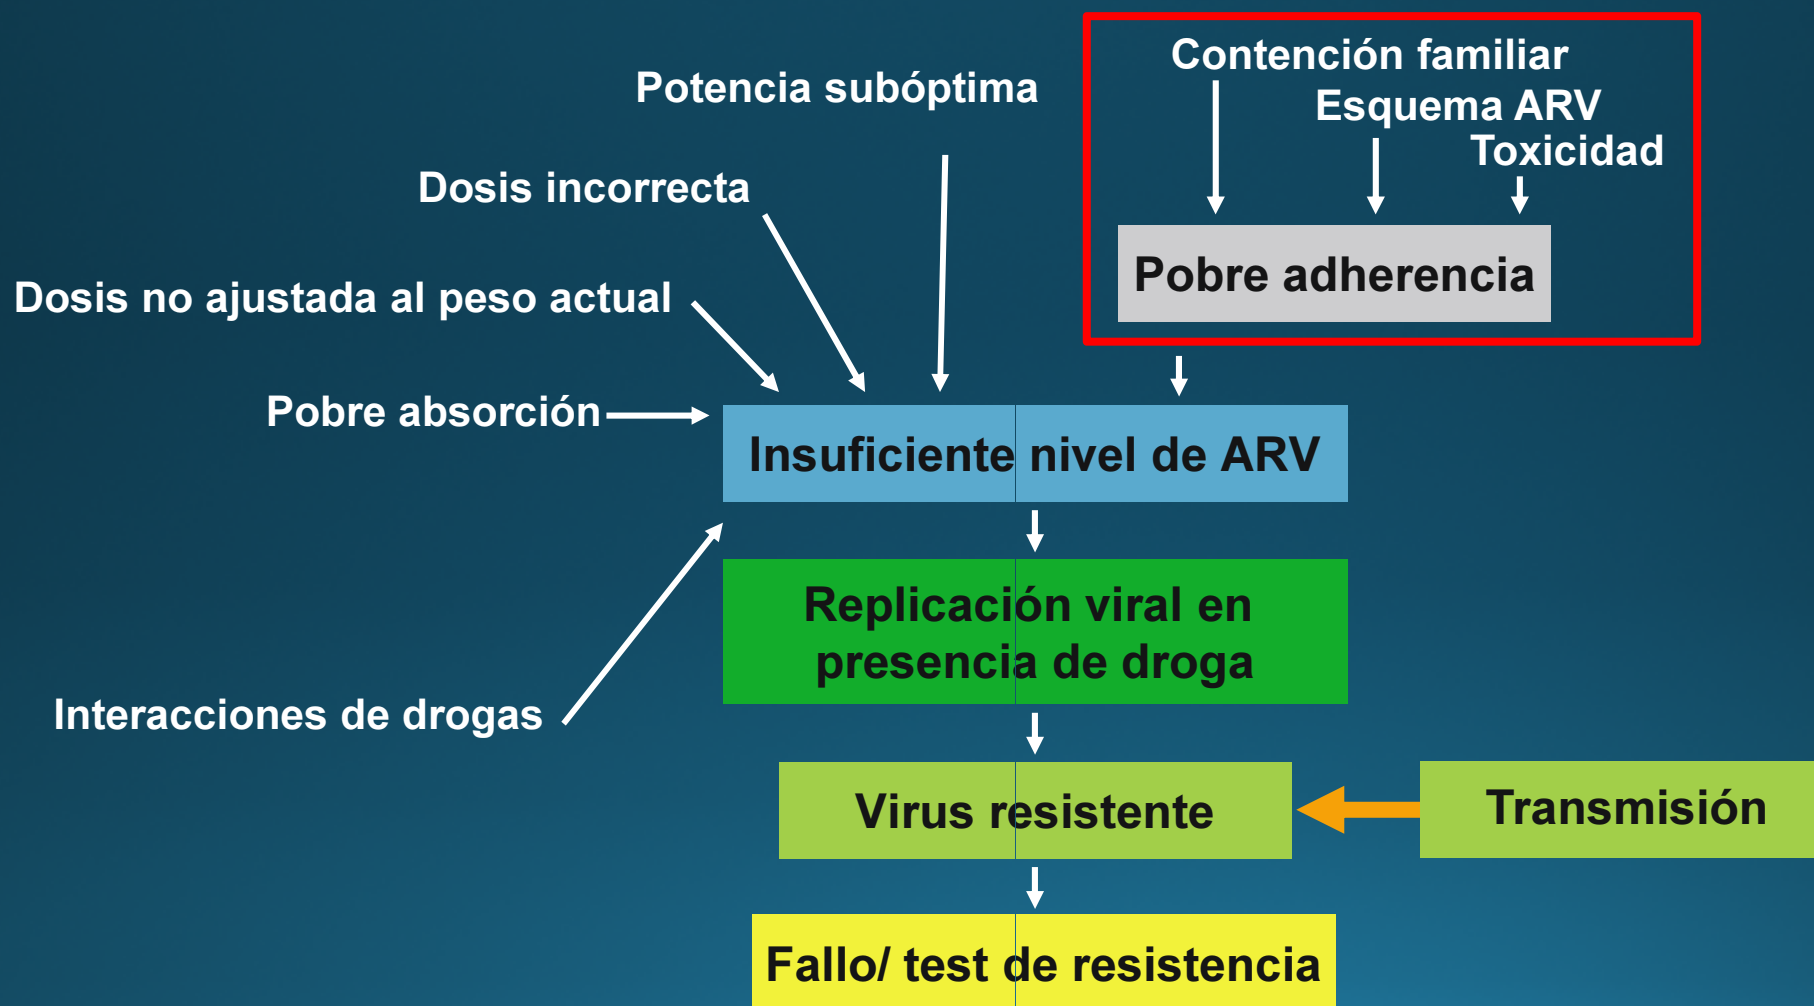 Contención familiar
Potencia subóptima
Esquema ARV
Toxicidad
Dosis incorrecta
Pobre adherencia
Dosis no ajustada al peso actual
Pobre absorción
Insuficiente nivel de ARV
Replicación viral en
presencia de droga
Interacciones de drogas
Virus resistente
Transmisión
Fallo/ test de resistencia